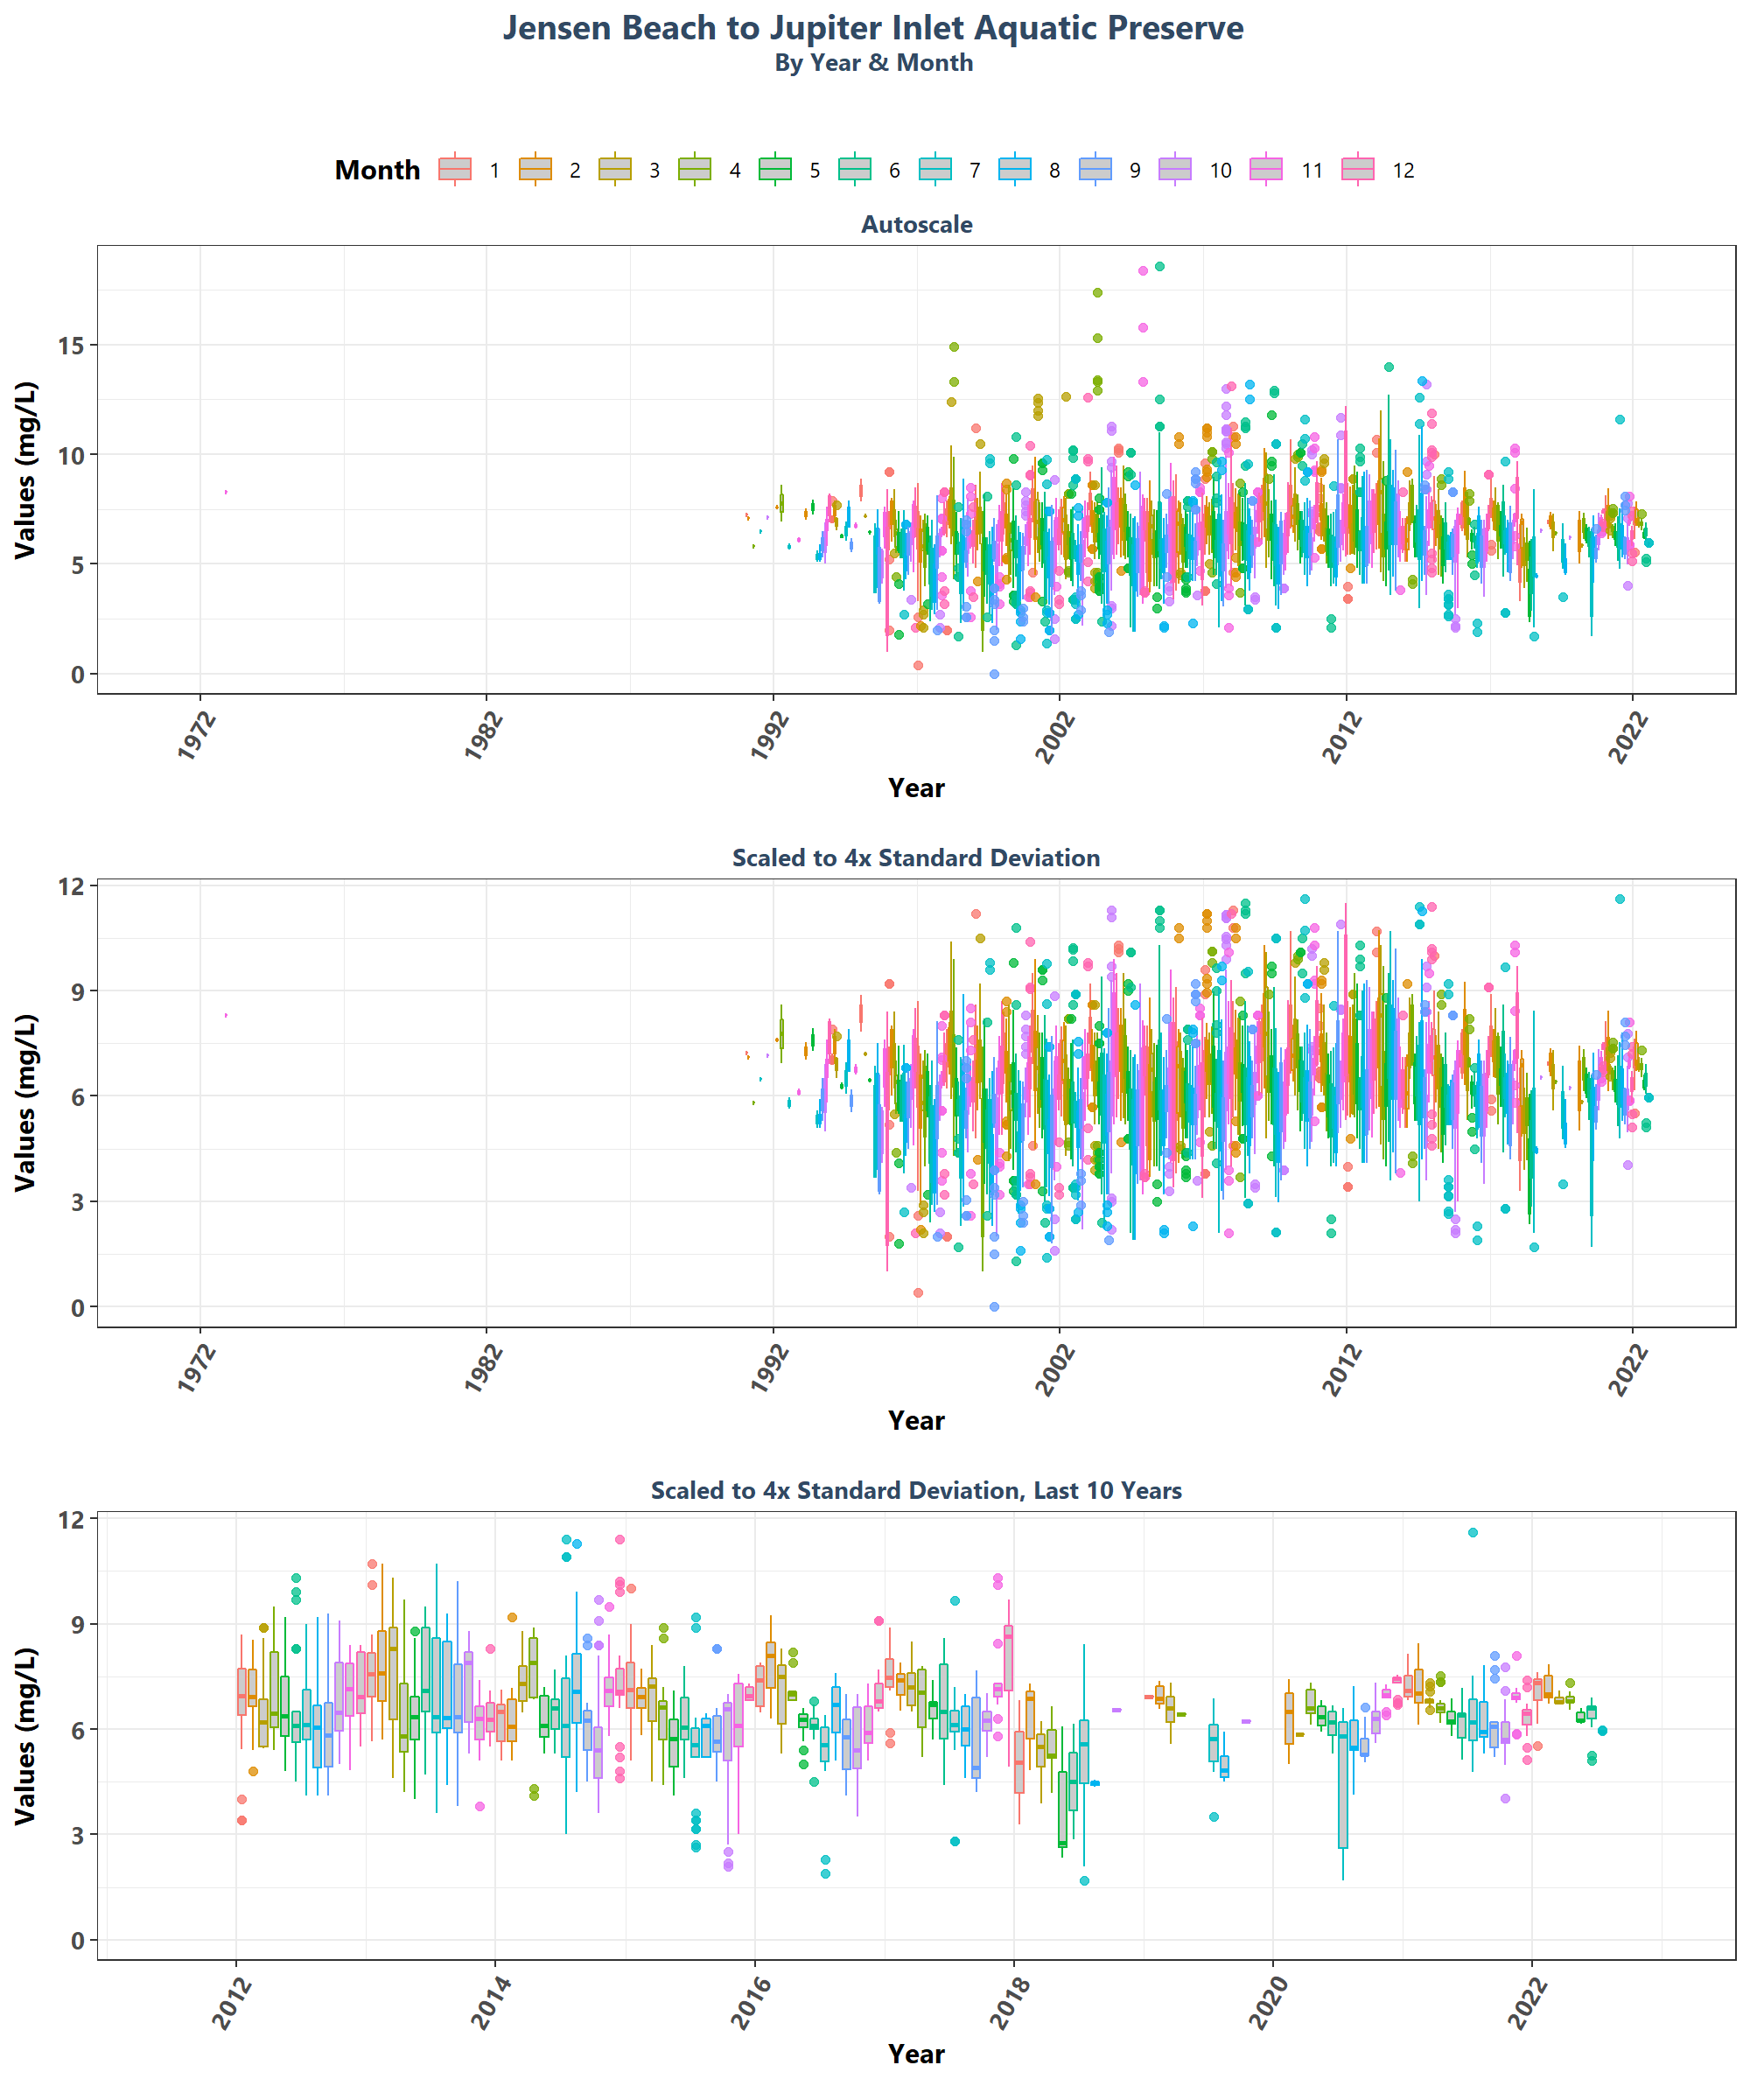 Jensen Beach to Jupiter Inlet Aquatic Preserve
By Year & Month
Month 1 2 3 4 5 6 7 8 9 10 11 12
Autoscale
Values (mg/L)
15
10
5
0
1972 1982 1992 2002 2012 2022
Year
Scaled to 4x Standard Deviation
Values (mg/L)
12
9
6
3
0
1972 1982 1992 2002 2012 2022
Year
Scaled to 4x Standard Deviation, Last 10 Years
Values (mg/L)
12
9
6
3
0
2012 2014 2016 2018 2020 2022
Year